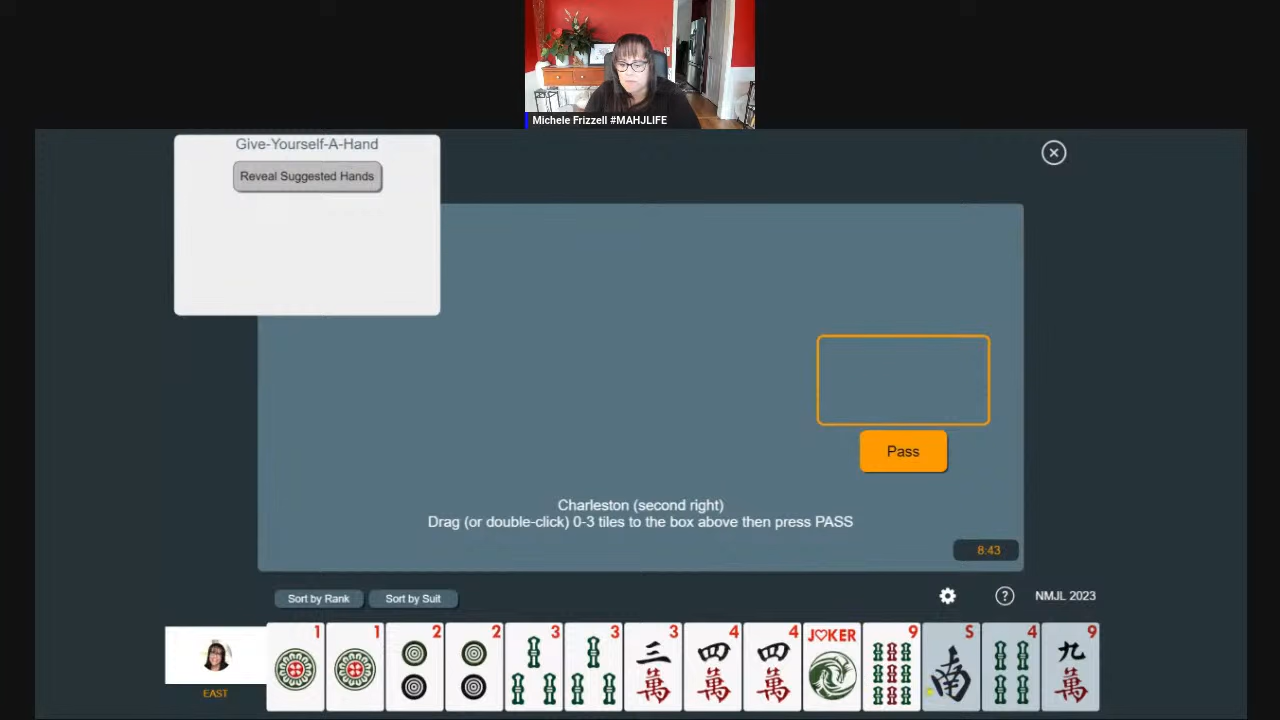 Michele Frizzell #MAHJLIFE
Give-Yourself-A-Hand
Reveal Suggested Hands
Pass
Charleston (second right)
Drag (or double-click) 0-3 tiles to the box above then press PASS
8:43
Sort by Rank
Sort by Suit
?
NMJL 2023
EAST
1 1 2 2 3 3 3 4 4 JOKER 9 S 4 9
三萬 四萬 四萬 南 九萬